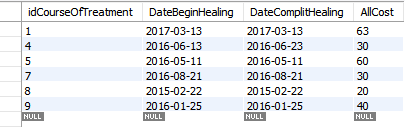 idCourseOfTreatment DateBeginHealing DateComplitHealing AllCost
1 2017-03-13 2017-03-13 63
4 2016-06-13 2016-06-23 30
5 2016-05-11 2016-05-11 60
7 2016-08-21 2016-08-21 30
8 2015-02-22 2015-02-22 20
9 2016-01-25 2016-01-25 40
NULL NULL NULL NULL